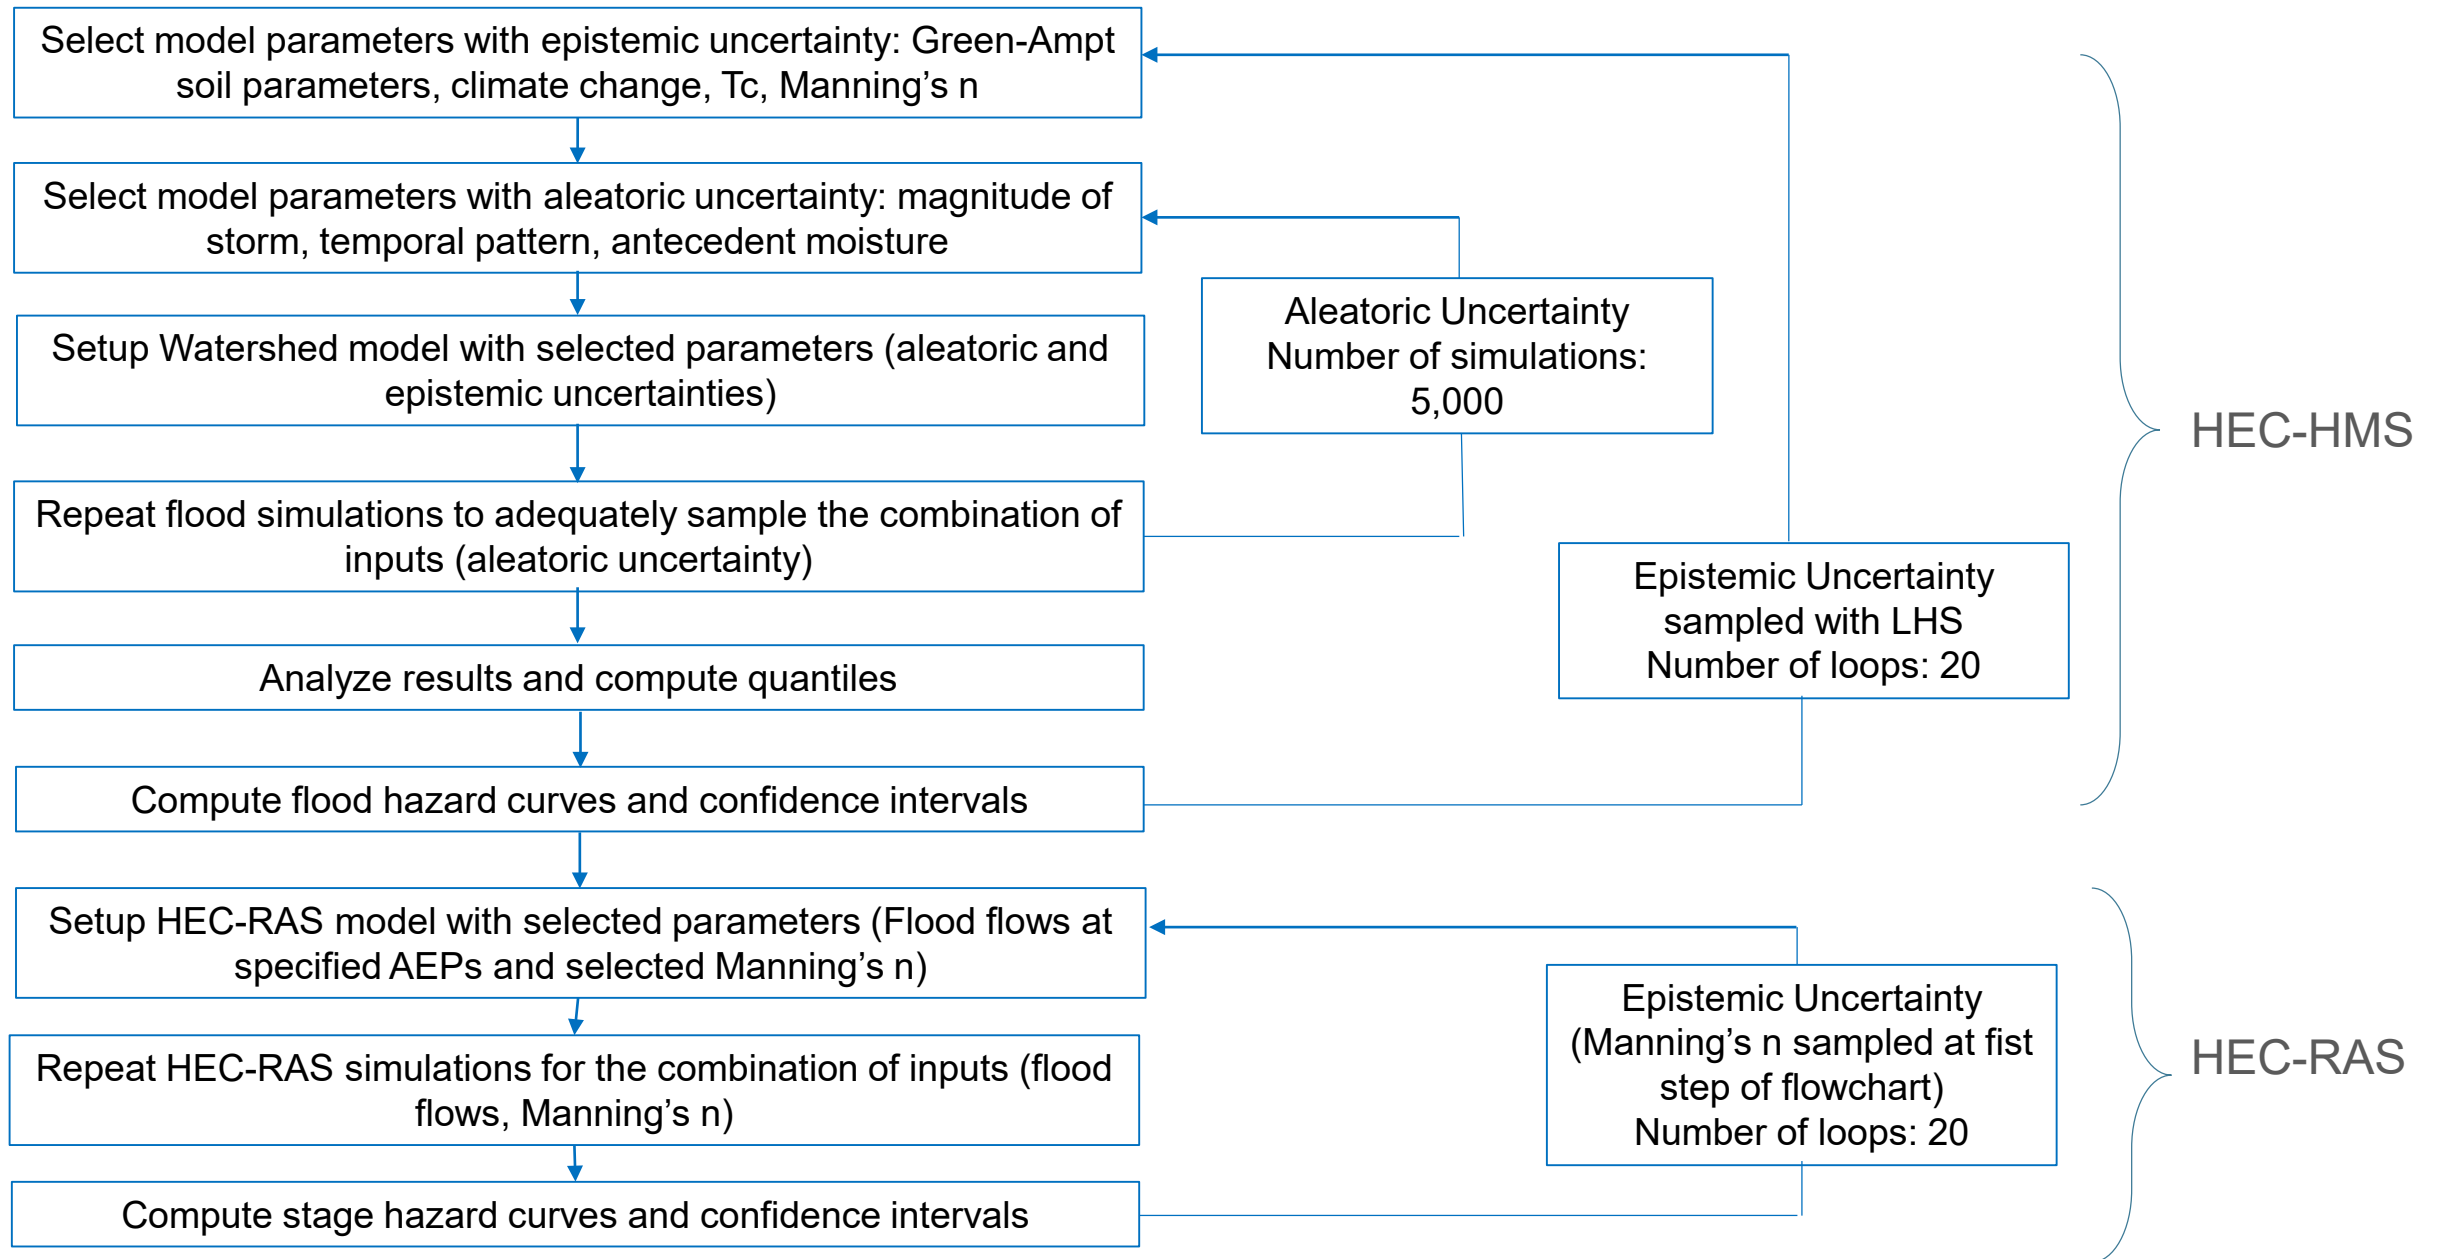 Select model parameters with epistemic uncertainty: Green-Ampt
soil parameters, climate change, Tc, Manning’s n
Select model parameters with aleatoric uncertainty: magnitude of
storm, temporal pattern, antecedent moisture
Setup Watershed model with selected parameters (aleatoric and
epistemic uncertainties)
Repeat flood simulations to adequately sample the combination of
inputs (aleatoric uncertainty)
Analyze results and compute quantiles
Compute flood hazard curves and confidence intervals
Aleatoric Uncertainty
Number of simulations:
5,000
Epistemic Uncertainty
sampled with LHS
Number of loops: 20
HEC-HMS
Setup HEC-RAS model with selected parameters (Flood flows at
specified AEPs and selected Manning’s n)
Repeat HEC-RAS simulations for the combination of inputs (flood
flows, Manning’s n)
Compute stage hazard curves and confidence intervals
Epistemic Uncertainty
(Manning’s n sampled at fist
step of flowchart)
Number of loops: 20
HEC-RAS